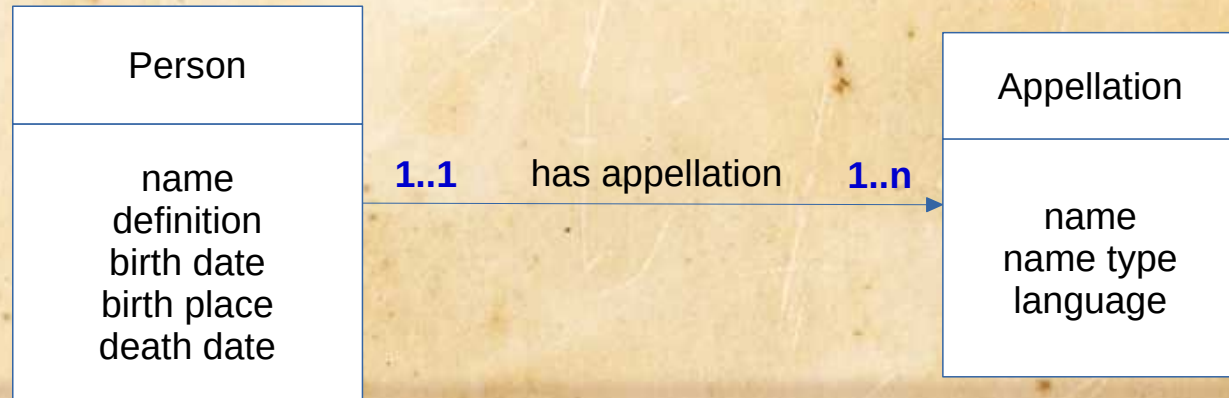 Person
name
definition
birth date
birth place
death date
1..1 has appellation 1..n
Appellation
name
name type
language